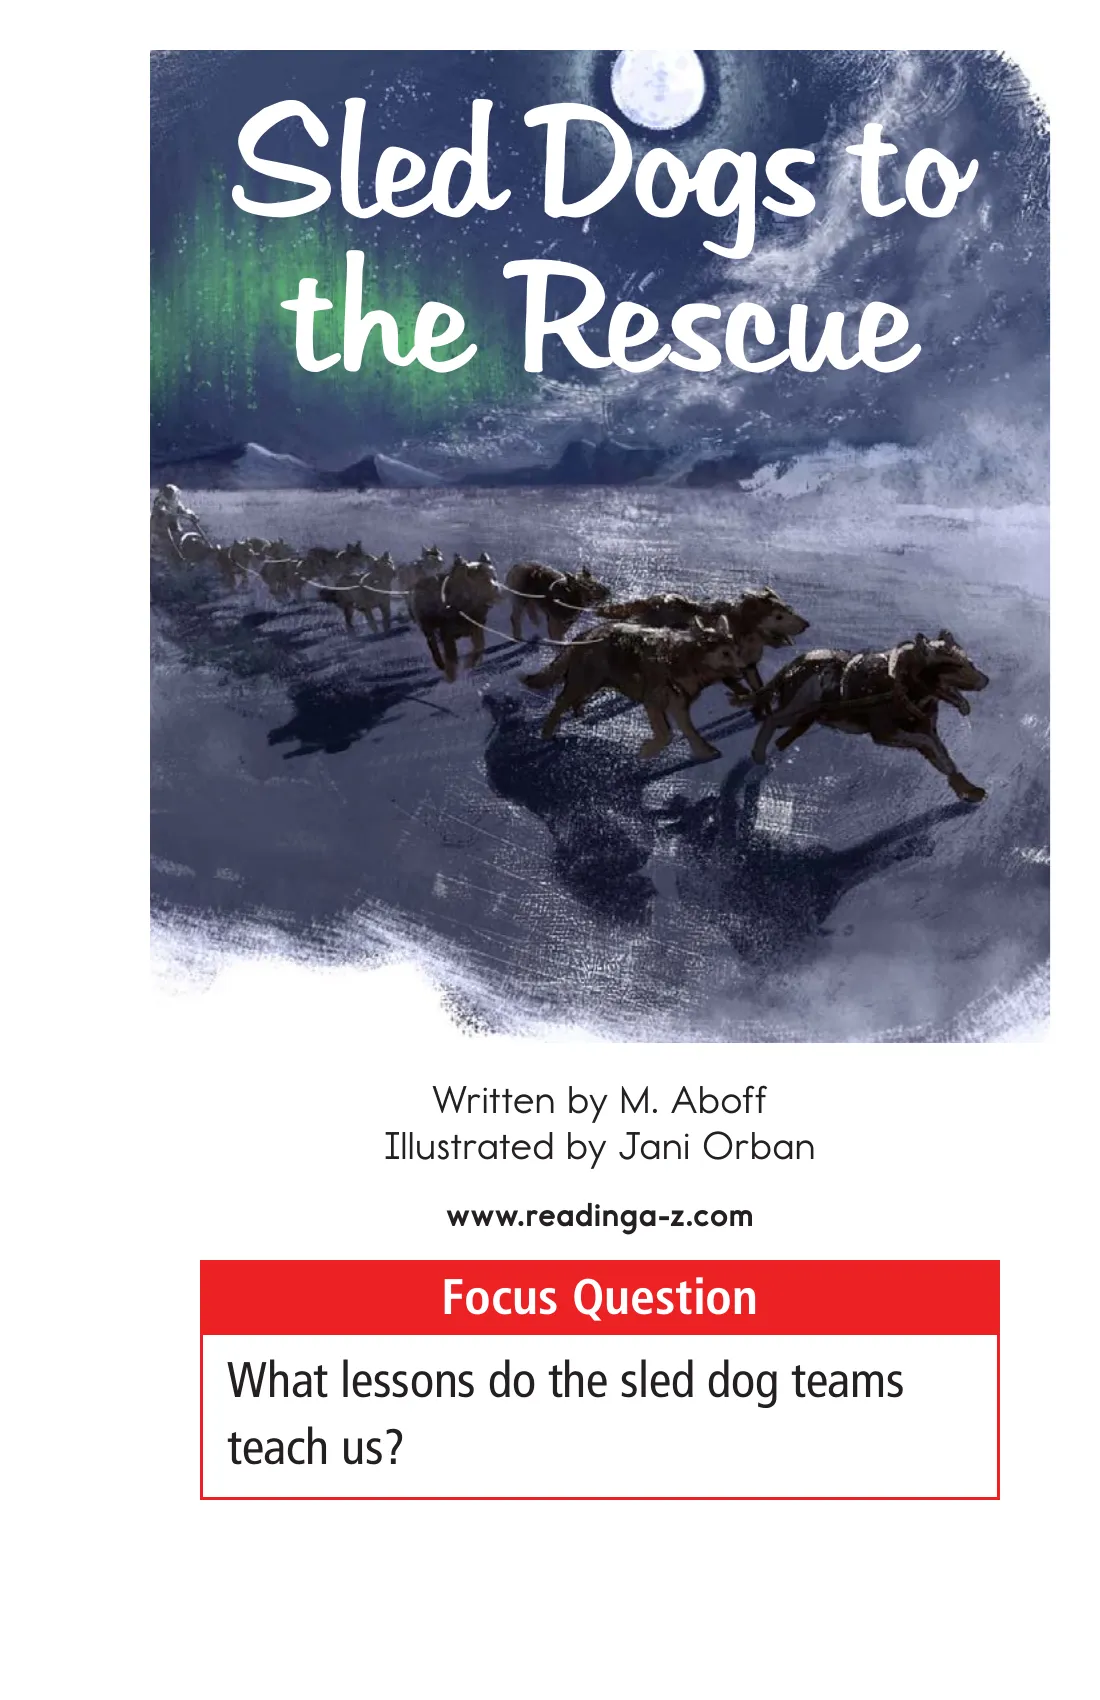 Sled Dogs to
the Rescue
Written by M. Aboff
Illustrated by Jani Orban
www.readinga-z.com
Focus Question
What lessons do the sled dog teams
teach us?